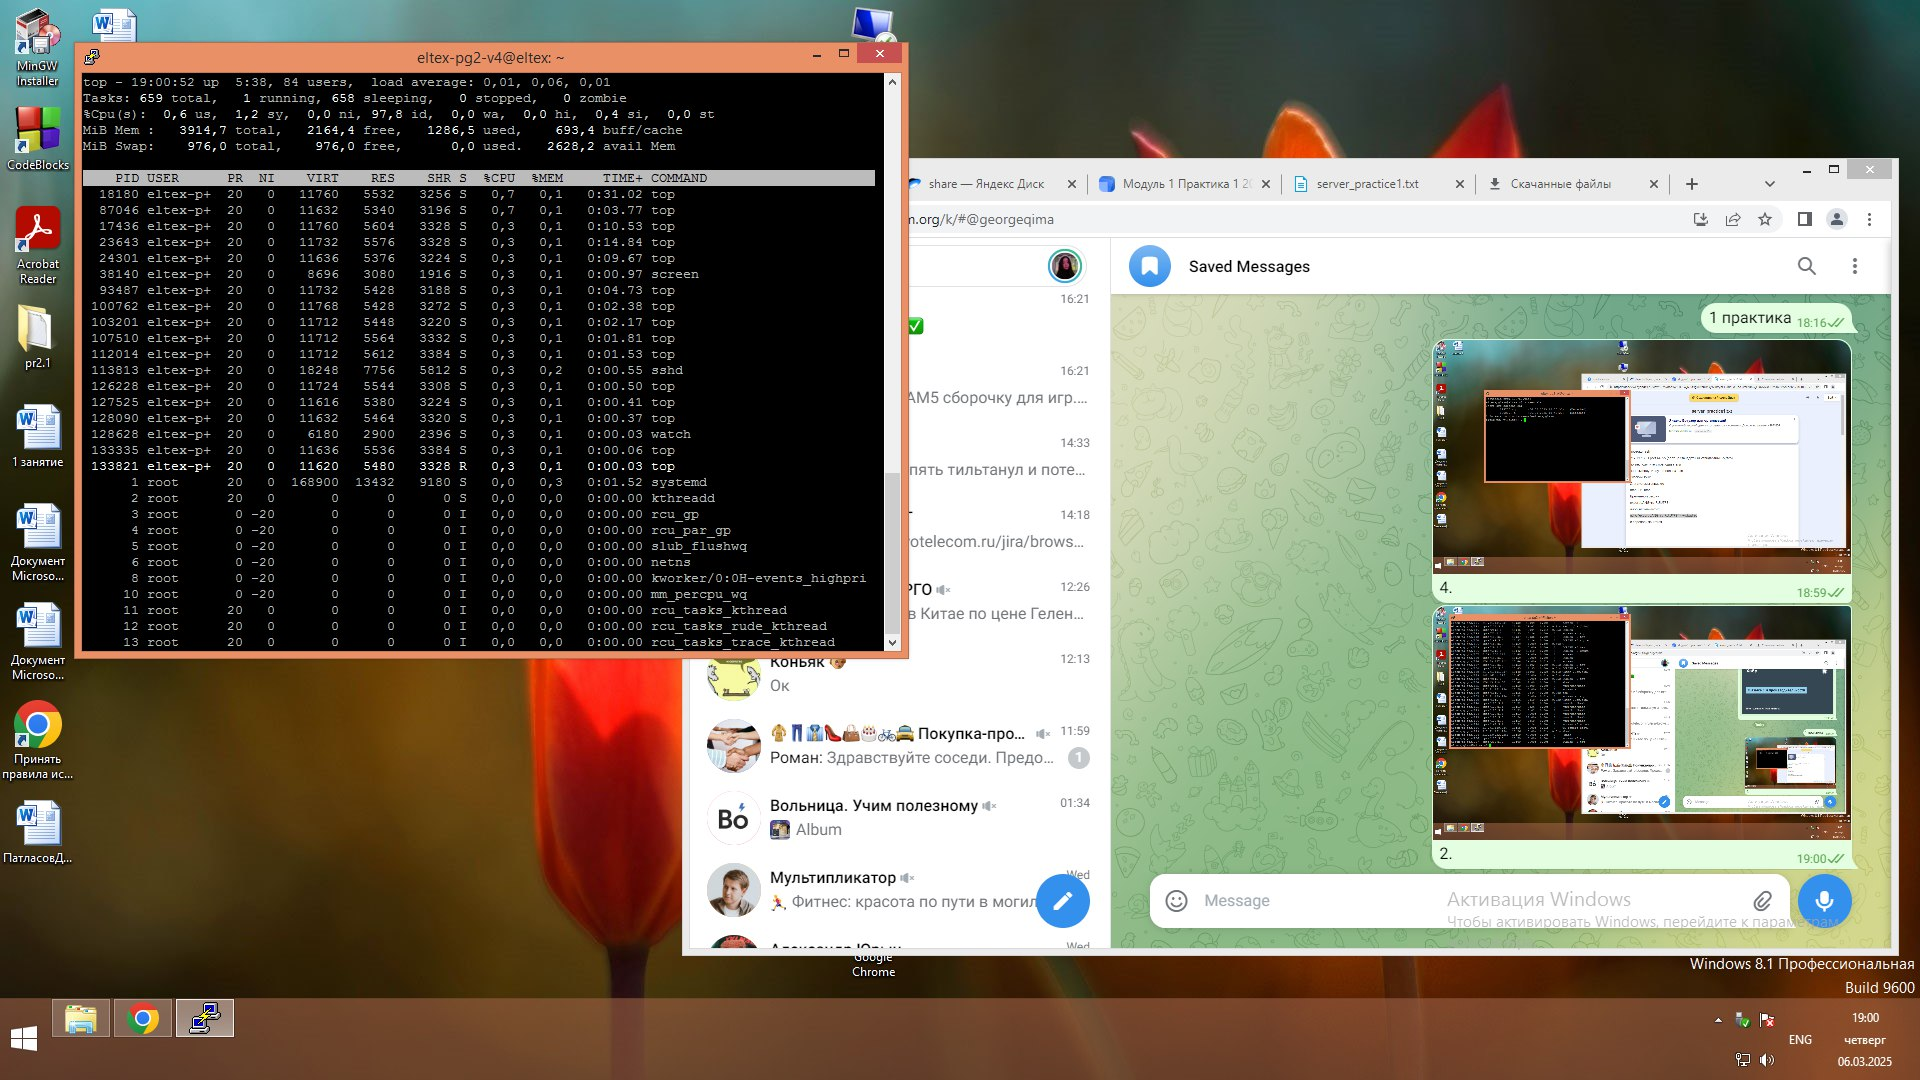 MinGW
Installer
CodeBlocks
Acrobat
Reader
pr2.1
1 занятие
Документ
Microso...
Документ
Microso...
Принять
правила ис...
ПатласовД...
eltex-pg2-v4@eltex: ~
top - 19:00:52 up  5:38, 84 users,  load average: 0,01, 0,06, 0,01
Tasks: 659 total,   1 running, 658 sleeping,   0 stopped,   0 zombie
%Cpu(s):  0,6 us,  1,2 sy,  0,0 ni, 97,8 id,  0,0 wa,  0,0 hi,  0,4 si,  0,0 st
MiB Mem :   3914,7 total,   2164,4 free,   1286,5 used,    693,4 buff/cache
MiB Swap:    976,0 total,    976,0 free,      0,0 used.   2628,2 avail Mem
PID USER      PR  NI    VIRT    RES    SHR S  %CPU  %MEM     TIME+ COMMAND
18180 eltex-p+  20   0   11760   5532   3256 S   0,7   0,1   0:31.02 top
87046 eltex-p+  20   0   11632   5340   3196 S   0,7   0,1   0:03.77 top
17436 eltex-p+  20   0   11760   5604   3328 S   0,3   0,1   0:10.53 top
23643 eltex-p+  20   0   11732   5576   3328 S   0,3   0,1   0:14.84 top
24301 eltex-p+  20   0   11636   5376   3224 S   0,3   0,1   0:09.67 top
38140 eltex-p+  20   0    8696   3080   1916 S   0,3   0,1   0:00.97 screen
93487 eltex-p+  20   0   11732   5428   3188 S   0,3   0,1   0:04.73 top
100762 eltex-p+  20   0   11768   5428   3272 S   0,3   0,1   0:02.38 top
103201 eltex-p+  20   0   11712   5448   3220 S   0,3   0,1   0:02.17 top
107510 eltex-p+  20   0   11712   5564   3332 S   0,3   0,1   0:01.81 top
112014 eltex-p+  20   0   11712   5612   3384 S   0,3   0,1   0:01.53 top
113813 eltex-p+  20   0   18248   7756   5812 S   0,3   0,2   0:00.55 sshd
126228 eltex-p+  20   0   11724   5544   3308 S   0,3   0,1   0:00.50 top
127525 eltex-p+  20   0   11616   5380   3224 S   0,3   0,1   0:00.41 top
128090 eltex-p+  20   0   11632   5464   3320 S   0,3   0,1   0:00.37 top
128628 eltex-p+  20   0    6180   2900   2396 S   0,3   0,1   0:00.03 watch
133335 eltex-p+  20   0   11636   5536   3384 S   0,3   0,1   0:00.06 top
133821 eltex-p+  20   0   11620   5480   3328 R   0,3   0,1   0:00.03 top
1 root      20   0  168900  13432   9180 S   0,0   0,3   0:01.52 systemd
2 root      20   0       0      0      0 S   0,0   0,0   0:00.00 kthreadd
3 root       0 -20       0      0      0 I   0,0   0,0   0:00.00 rcu_gp
4 root       0 -20       0      0      0 I   0,0   0,0   0:00.00 rcu_par_gp
5 root       0 -20       0      0      0 I   0,0   0,0   0:00.00 slub_flushwq
6 root       0 -20       0      0      0 I   0,0   0,0   0:00.00 netns
8 root       0 -20       0      0      0 I   0,0   0,0   0:00.00 kworker/0:0H-events_highpri
10 root       0 -20       0      0      0 I   0,0   0,0   0:00.00 mm_percpu_wq
11 root      20   0       0      0      0 I   0,0   0,0   0:00.00 rcu_tasks_kthread
12 root      20   0       0      0      0 I   0,0   0,0   0:00.00 rcu_tasks_rude_kthread
13 root      20   0       0      0      0 I   0,0   0,0   0:00.00 rcu_tasks_trace_kthread
share — Яндекс Диск
Модуль 1 Практика 1 20
server_practice1.txt
Скачанные файлы
m.org/k/#@georgeqima
16:21
16:21
AM5 сборочку для игр....
14:33
пять тильтанул и поте...
14:18
otelecom.ru/jira/brows...
РГО 12:26
в Китае по цене Гелен...
Коньяк 12:13
Ок
Покупка-про... 11:59
Роман: Здравствуйте соседи. Предо... 1
Bo
Вольница. Учим полезному 01:34
Album
Мультипликатор Wed
Фитнес: красота по пути в могил
Wed
Saved Messages
1 практика 18:16
4. 18:59
2. 19:00
Message
Активация Windows
Чтобы активировать Windows, перейдите к параметрам
Google
Chrome
Windows 8.1 Профессиональная
Build 9600
ENG
19:00
четверг
06.03.2025